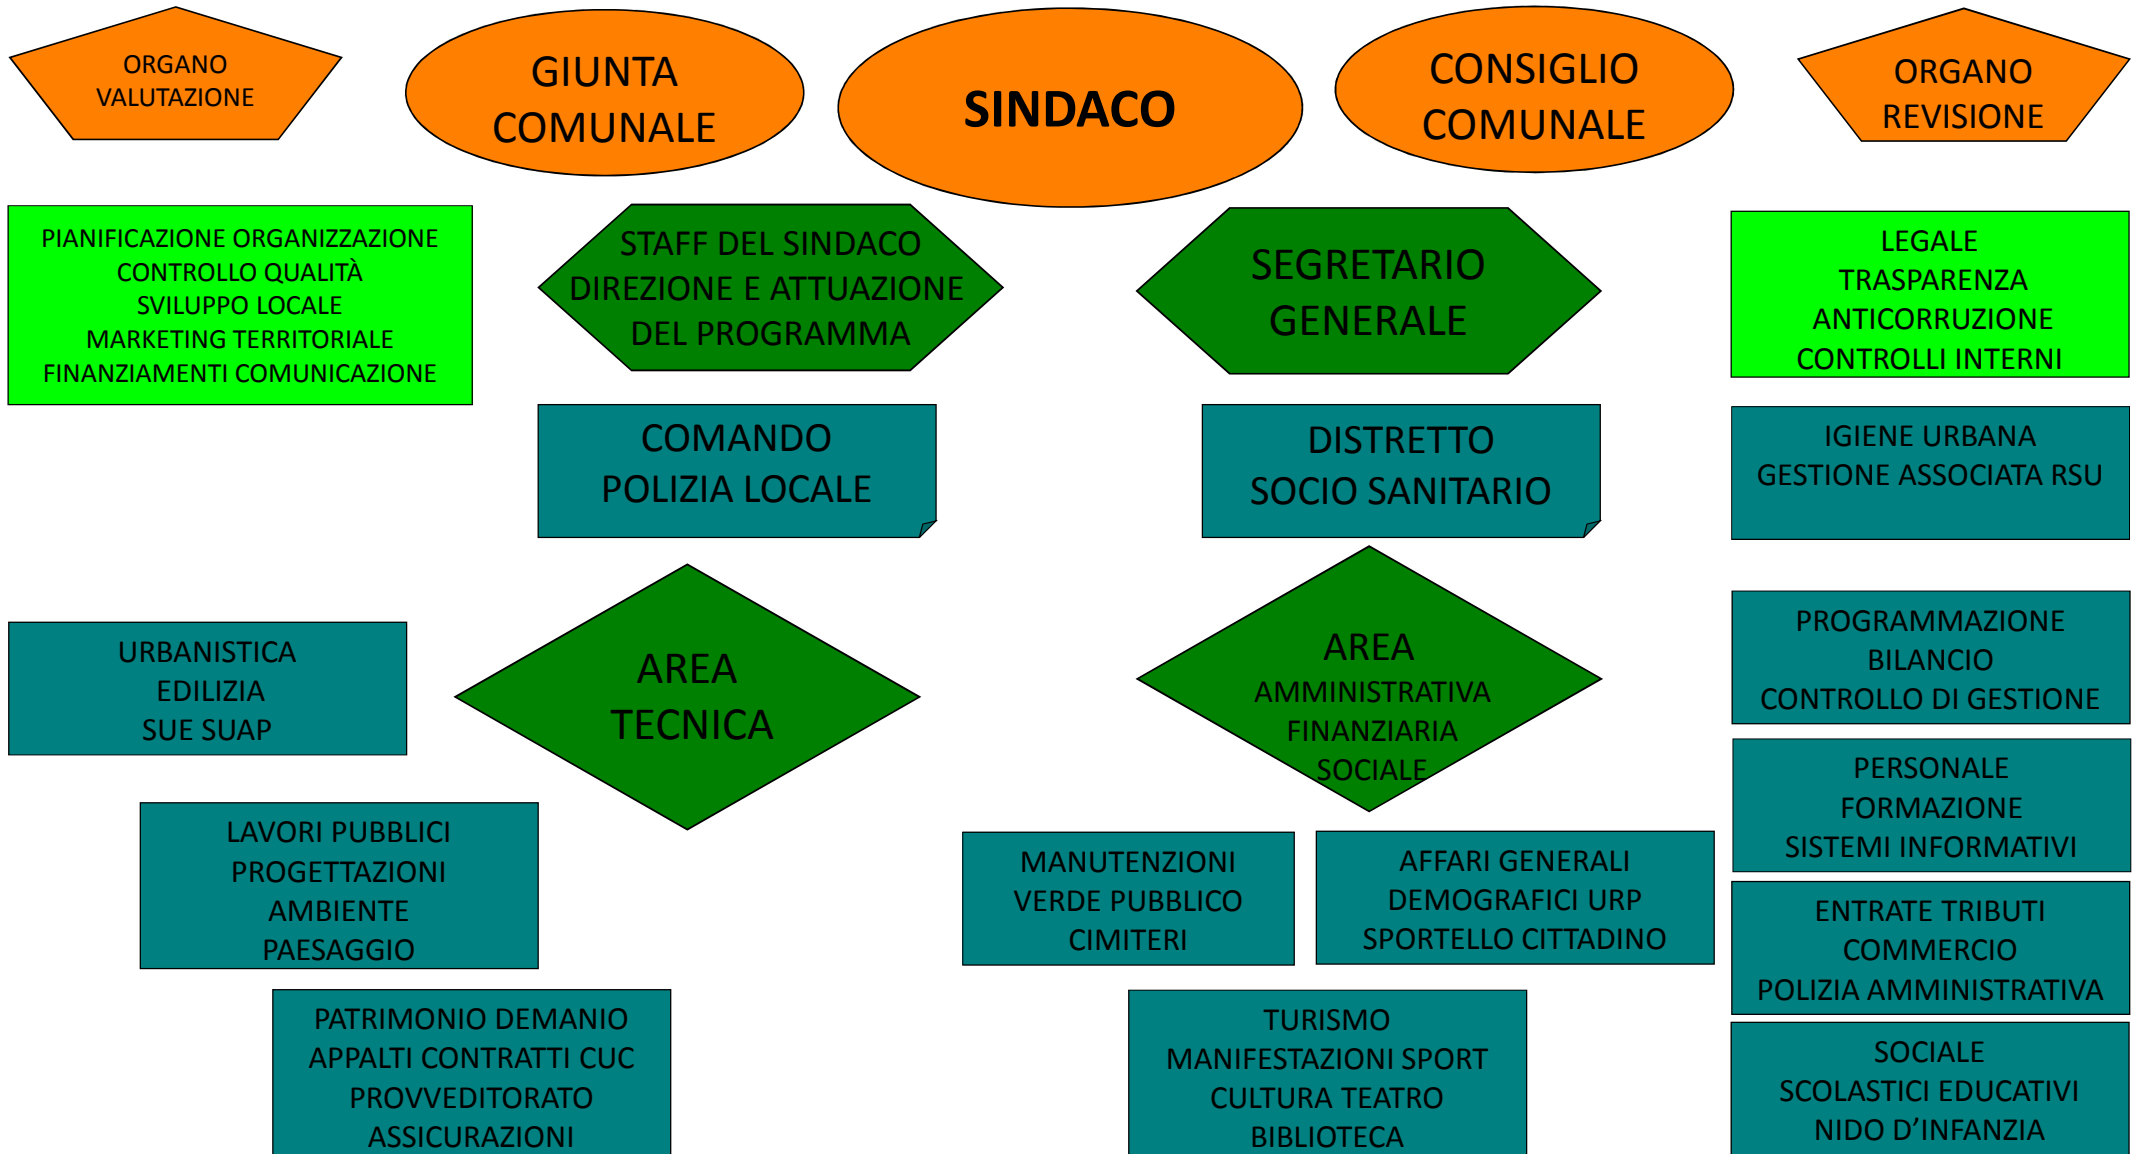 ORGANO
VALUTAZIONE
GIUNTA
COMUNALE
SINDACO
CONSIGLIO
COMUNALE
ORGANO
REVISIONE
PIANIFICAZIONE ORGANIZZAZIONE
CONTROLLO QUALITÀ
SVILUPPO LOCALE
MARKETING TERRITORIALE
FINANZIAMENTI COMUNICAZIONE
STAFF DEL SINDACO
DIREZIONE E ATTUAZIONE
DEL PROGRAMMA
SEGRETARIO
GENERALE
LEGALE
TRASPARENZA
ANTICORRUZIONE
CONTROLLI INTERNI
COMANDO
POLIZIA LOCALE
DISTRETTO
SOCIO SANITARIO
IGIENE URBANA
GESTIONE ASSOCIATA RSU
URBANISTICA
EDILIZIA
SUE SUAP
AREA
TECNICA
AREA
AMMINISTRATIVA
FINANZIARIA
SOCIALE
PROGRAMMAZIONE
BILANCIO
CONTROLLO DI GESTIONE
PERSONALE
FORMAZIONE
SISTEMI INFORMATIVI
LAVORI PUBBLICI
PROGETTAZIONI
AMBIENTE
PAESAGGIO
MANUTENZIONI
VERDE PUBBLICO
CIMITERI
AFFARI GENERALI
DEMOGRAFICI URP
SPORTELLO CITTADINO
ENTRATE TRIBUTI
COMMERCIO
POLIZIA AMMINISTRATIVA
PATRIMONIO DEMANIO
APPALTI CONTRATTI CUC
PROVVEDITORATO
ASSICURAZIONI
TURISMO
MANIFESTAZIONI SPORT
CULTURA TEATRO
BIBLIOTECA
SOCIALE
SCOLASTICI EDUCATIVI
NIDO D’INFANZIA